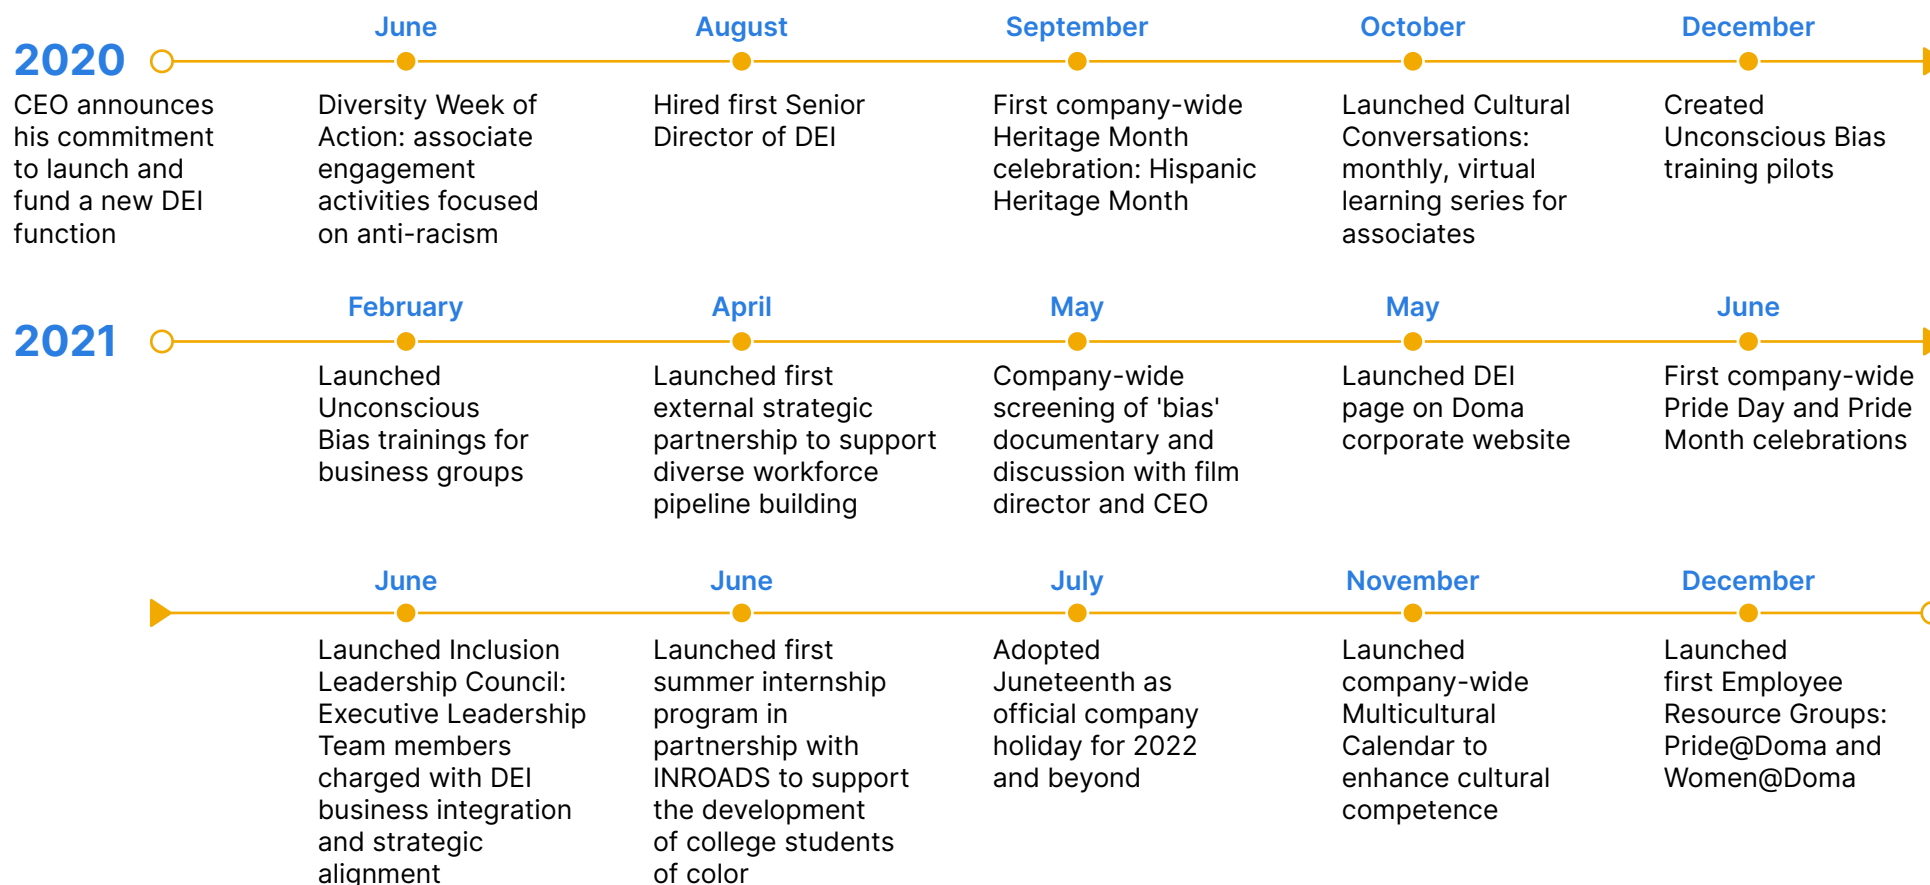 2020
CEO announces
his commitment
to launch and
fund a new DEI
function
June
Diversity Week of
Action: associate
engagement
activities focused
on anti-racism
August
Hired first Senior
Director of DEI
September
First company-wide
Heritage Month
celebration: Hispanic
Heritage Month
October
Launched Cultural
Conversations:
monthly, virtual
learning series for
associates
December
Created
Unconscious Bias
training pilots
2021
February
Launched
Unconscious
Bias trainings for
business groups
April
Launched first
external strategic
partnership to support
diverse workforce
pipeline building
May
Company-wide
screening of 'bias'
documentary and
discussion with film
director and CEO
May
Launched DEI
page on Doma
corporate website
June
First company-wide
Pride Day and Pride
Month celebrations
June
Launched Inclusion
Leadership Council:
Executive Leadership
Team members
charged with DEI
business integration
and strategic
alignment
June
Launched first
summer internship
program in
partnership with
INROADS to support
the development
of college students
of color
July
Adopted
Juneteenth as
official company
holiday for 2022
and beyond
November
Launched
company-wide
Multicultural
Calendar to
enhance cultural
competence
December
Launched
first Employee
Resource Groups:
Pride@Doma and
Women@Doma